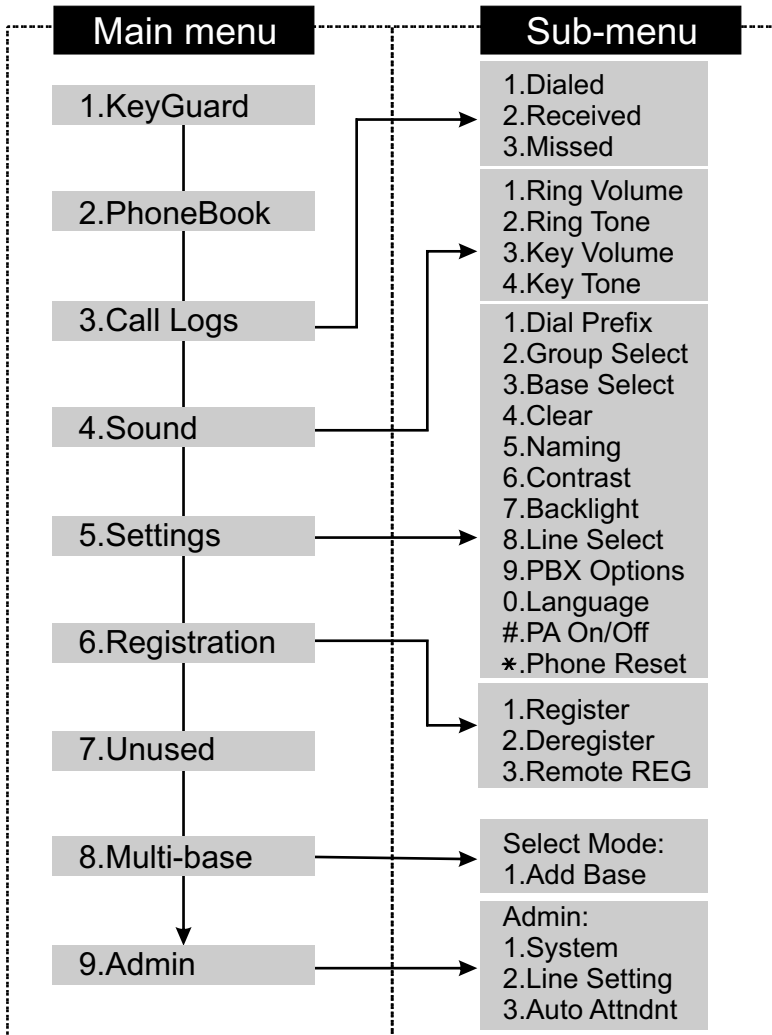 Main menu
1.KeyGuard
2.PhoneBook
3.Call Logs
4.Sound
5.Settings
6.Registration
7.Unused
8.Multi-base
9.Admin
Sub-menu
1.Dialed
2.Received
3.Missed
1.Ring Volume
2.Ring Tone
3.Key Volume
4.Key Tone
1.Dial Prefix
2.Group Select
3.Base Select
4.Clear
5.Naming
6.Contrast
7.Backlight
8.Line Select
9.PBX Options
0.Language
#.PA On/Off
*.Phone Reset
1.Register
2.Deregister
3.Remote REG
Select Mode:
1.Add Base
Admin:
1.System
2.Line Setting
3.Auto Attndnt